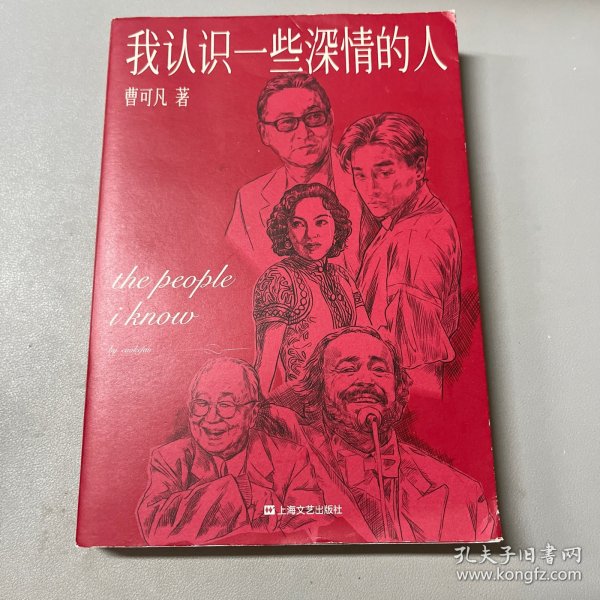 我认识一些深情的人
曹可凡 著
the people
i know
上海文艺出版社
孔夫子旧书网
www.kongfz.com